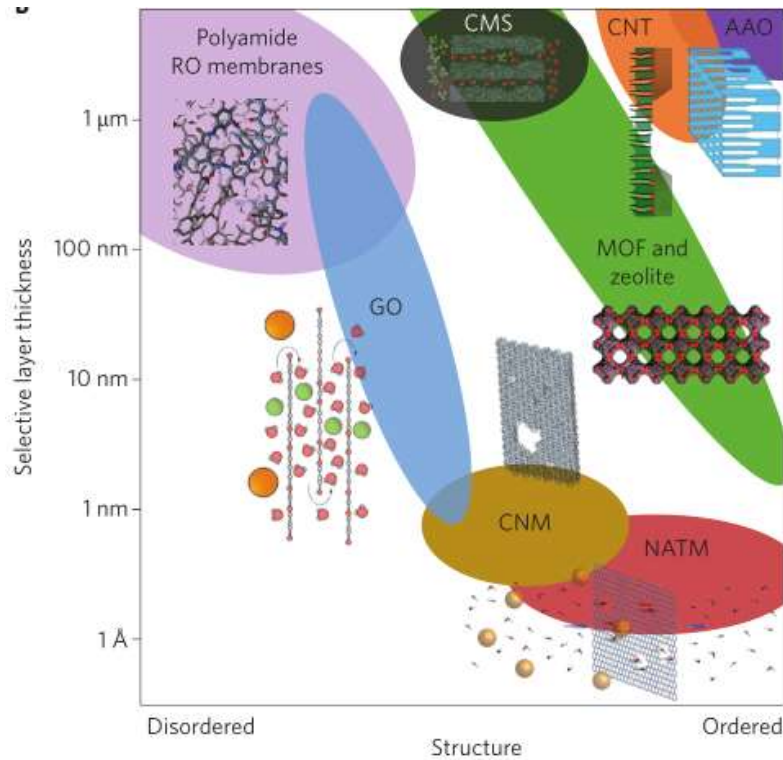 Polyamide
RO membranes
CMS
CNT
AAO
1 μm
100 nm
MOF and
zeolite
GO
10 nm
1 nm
CNM
NATM
1 Å
Selective layer thickness
Disordered
Ordered
Structure